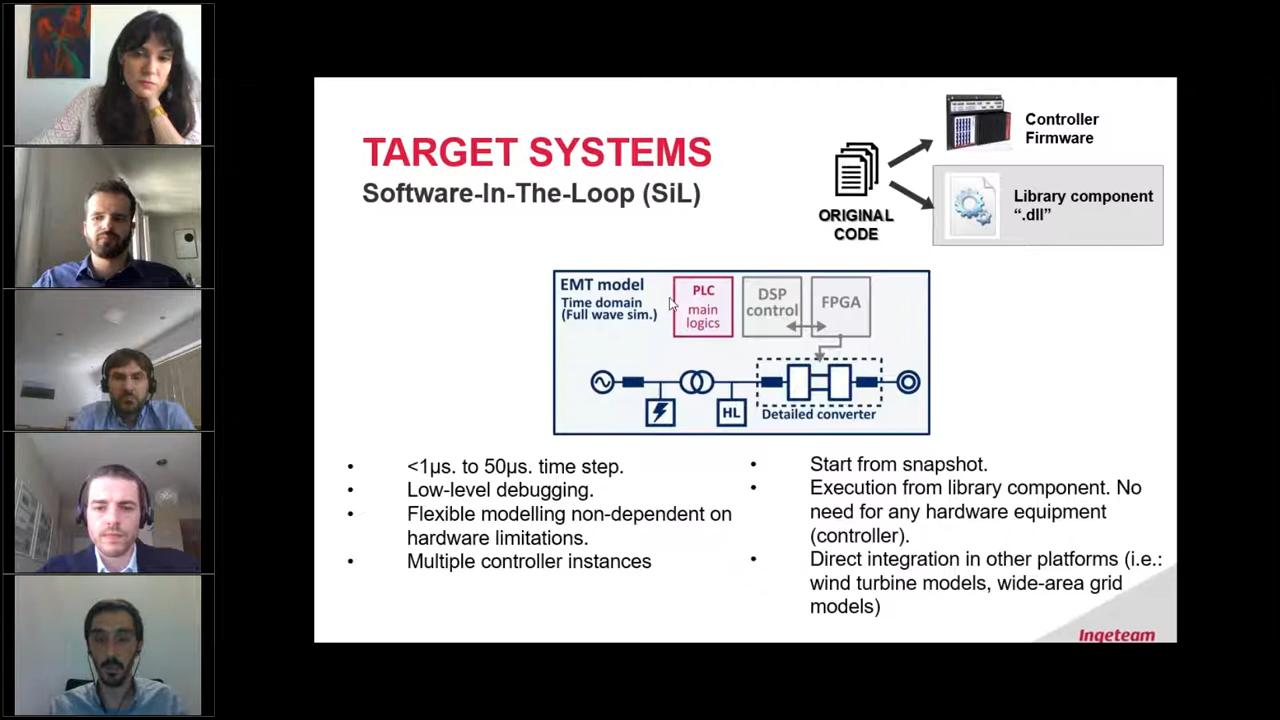 TARGET SYSTEMS
Software-In-The-Loop (SiL)
ORIGINAL
CODE
Controller
Firmware
Library component
“.dll”
EMT model
Time domain
(Full wave sim.)
PLC
main
logics
DSP
control
FPGA
HL
Detailed converter
• <1µs. to 50µs. time step.
• Low-level debugging.
• Flexible modelling non-dependent on
hardware limitations.
• Multiple controller instances
• Start from snapshot.
• Execution from library component. No
need for any hardware equipment
(controller).
• Direct integration in other platforms (i.e.:
wind turbine models, wide-area grid
models)
Ingeteam